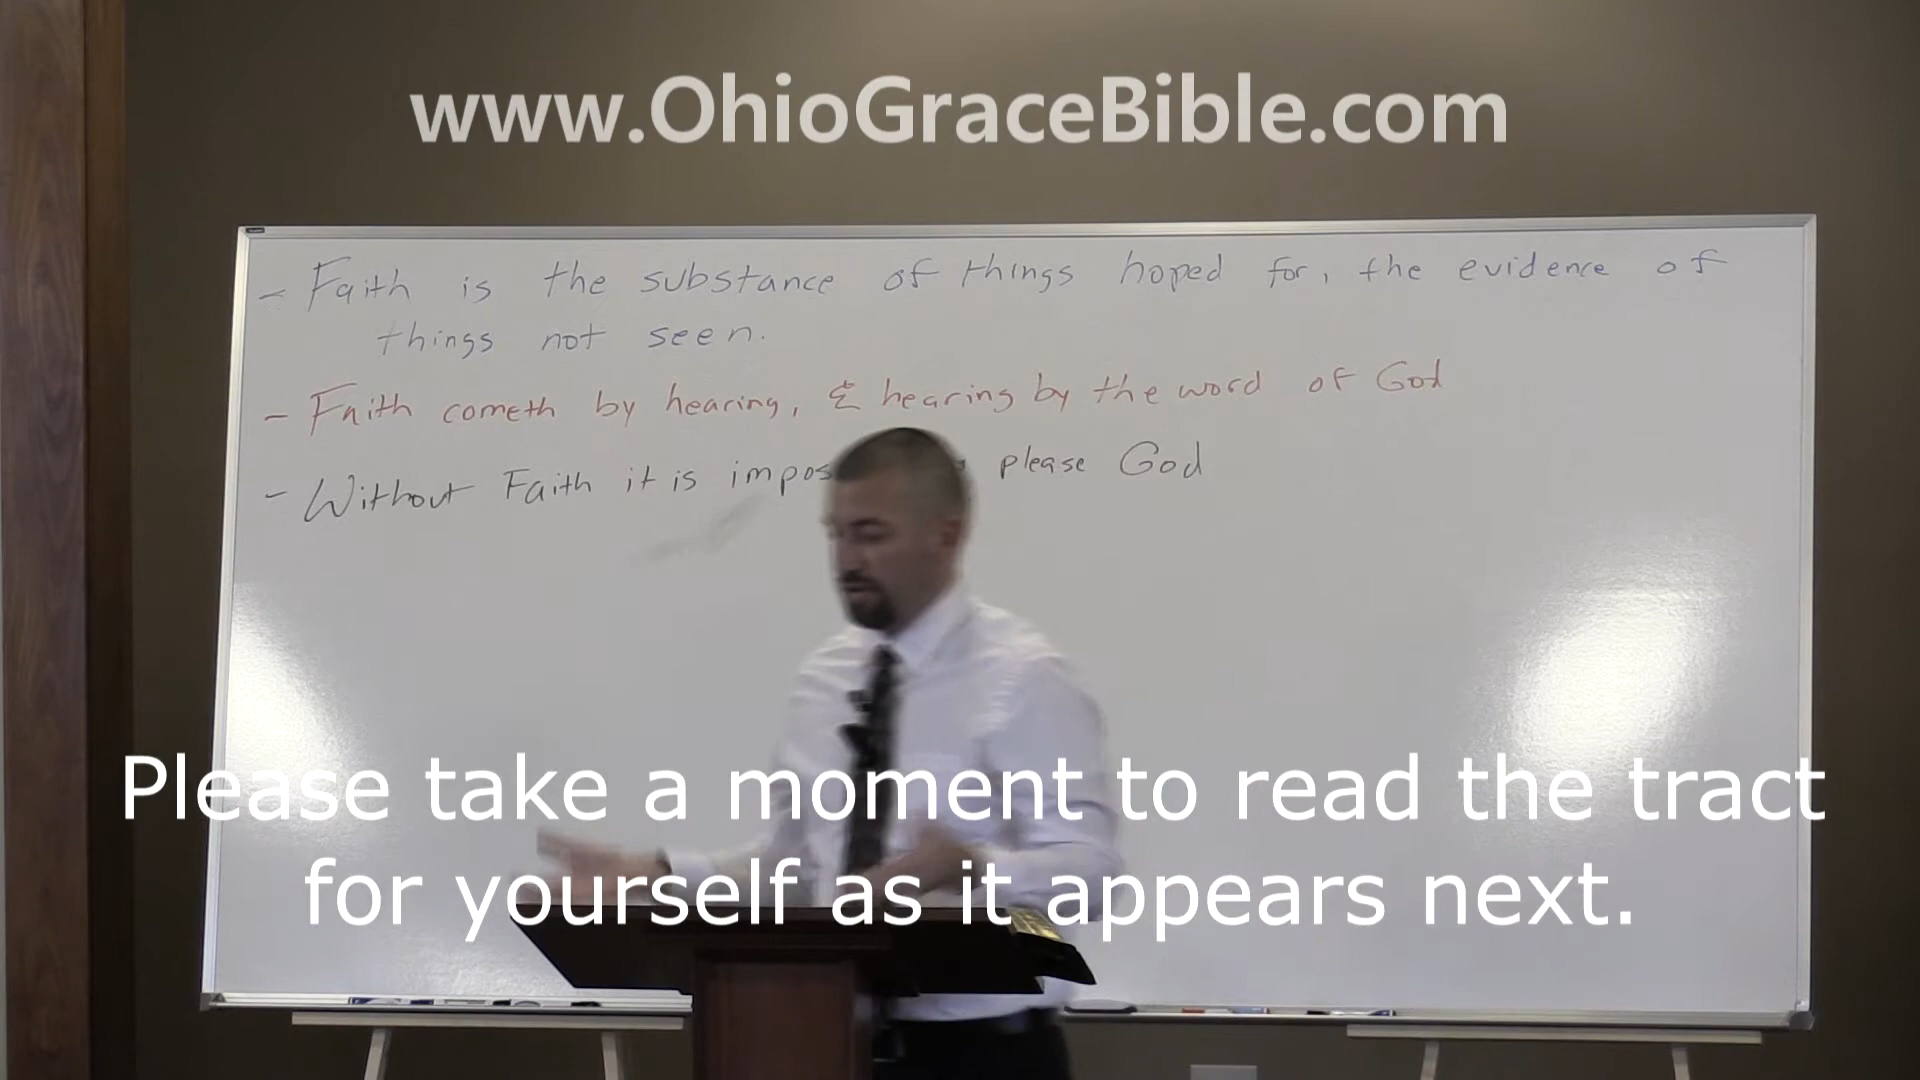 www.OhioGraceBible.com
- Faith is the substance of things hoped for, the evidence of
things not seen.
- Faith cometh by hearing, & hearing by the word of God
- Without Faith it is impos please God
Please take a moment to read the tract
for yourself as it appears next.